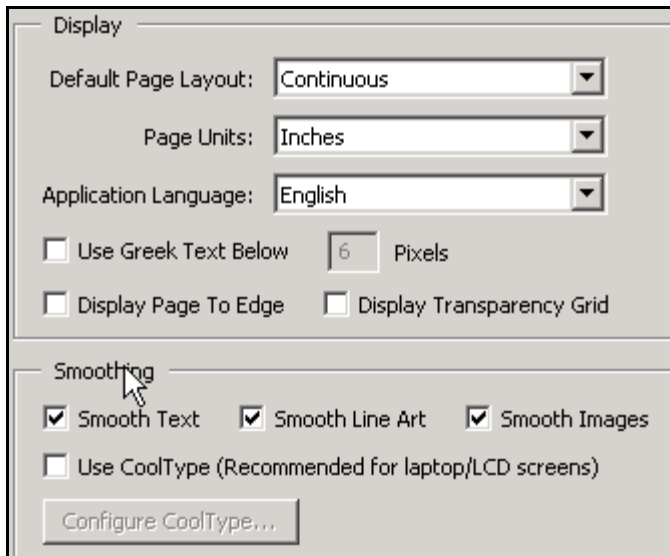 Display
Default Page Layout: Continuous
Page Units: Inches
Application Language: English
Use Greek Text Below 6 Pixels
Display Page To Edge Display Transparency Grid
Smoothing
Smooth Text Smooth Line Art Smooth Images
Use CoolType (Recommended for laptop/LCD screens)
Configure CoolType...